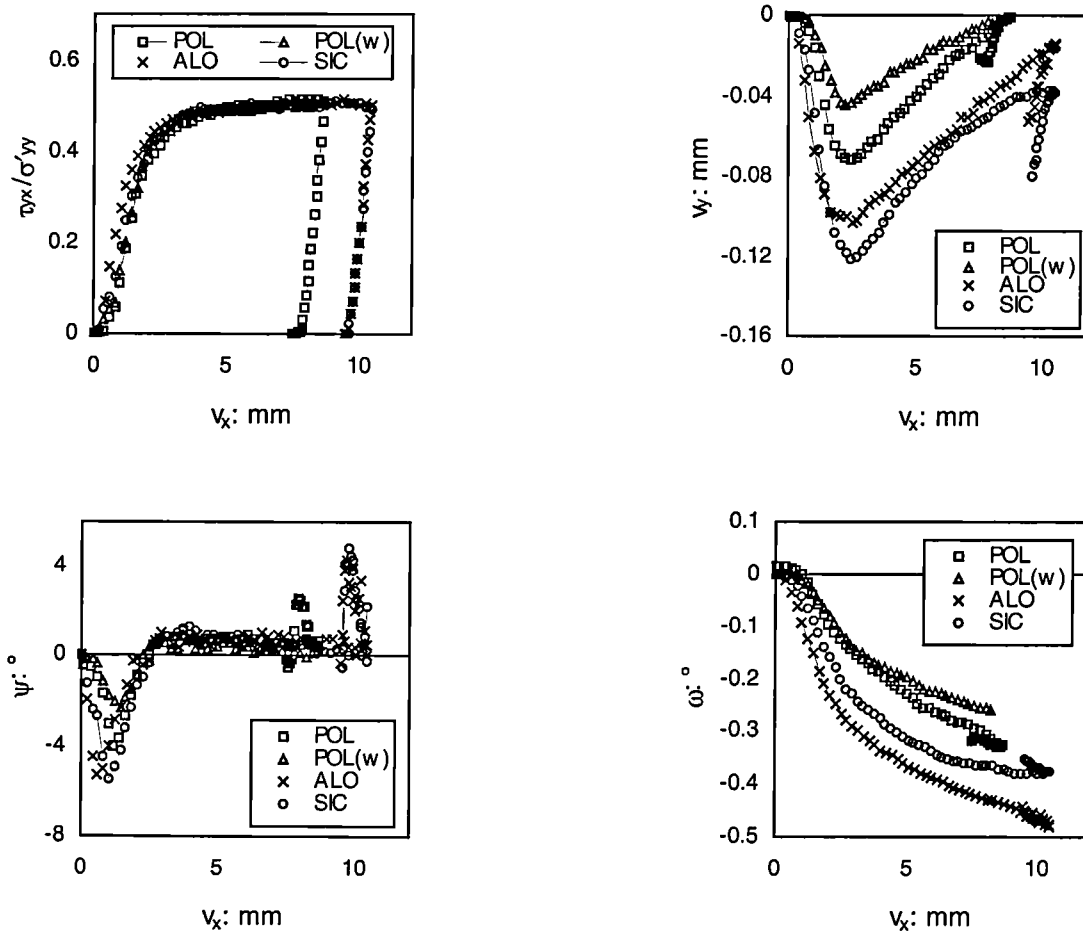 0.6
0.4
0.2
0
τyx/σ'yy
POL
POL(w)
ALO
SIC
0
5
10
vx: mm
0
-0.04
-0.08
-0.12
-0.16
vy: mm
POL
POL(w)
ALO
SIC
0
5
10
vx: mm
4
0
-4
-8
ψ: °
POL
POL(w)
ALO
SIC
0
5
10
vx: mm
0.1
0
-0.1
-0.2
-0.3
-0.4
-0.5
ω: °
POL
POL(w)
ALO
SIC
0
5
10
vx: mm